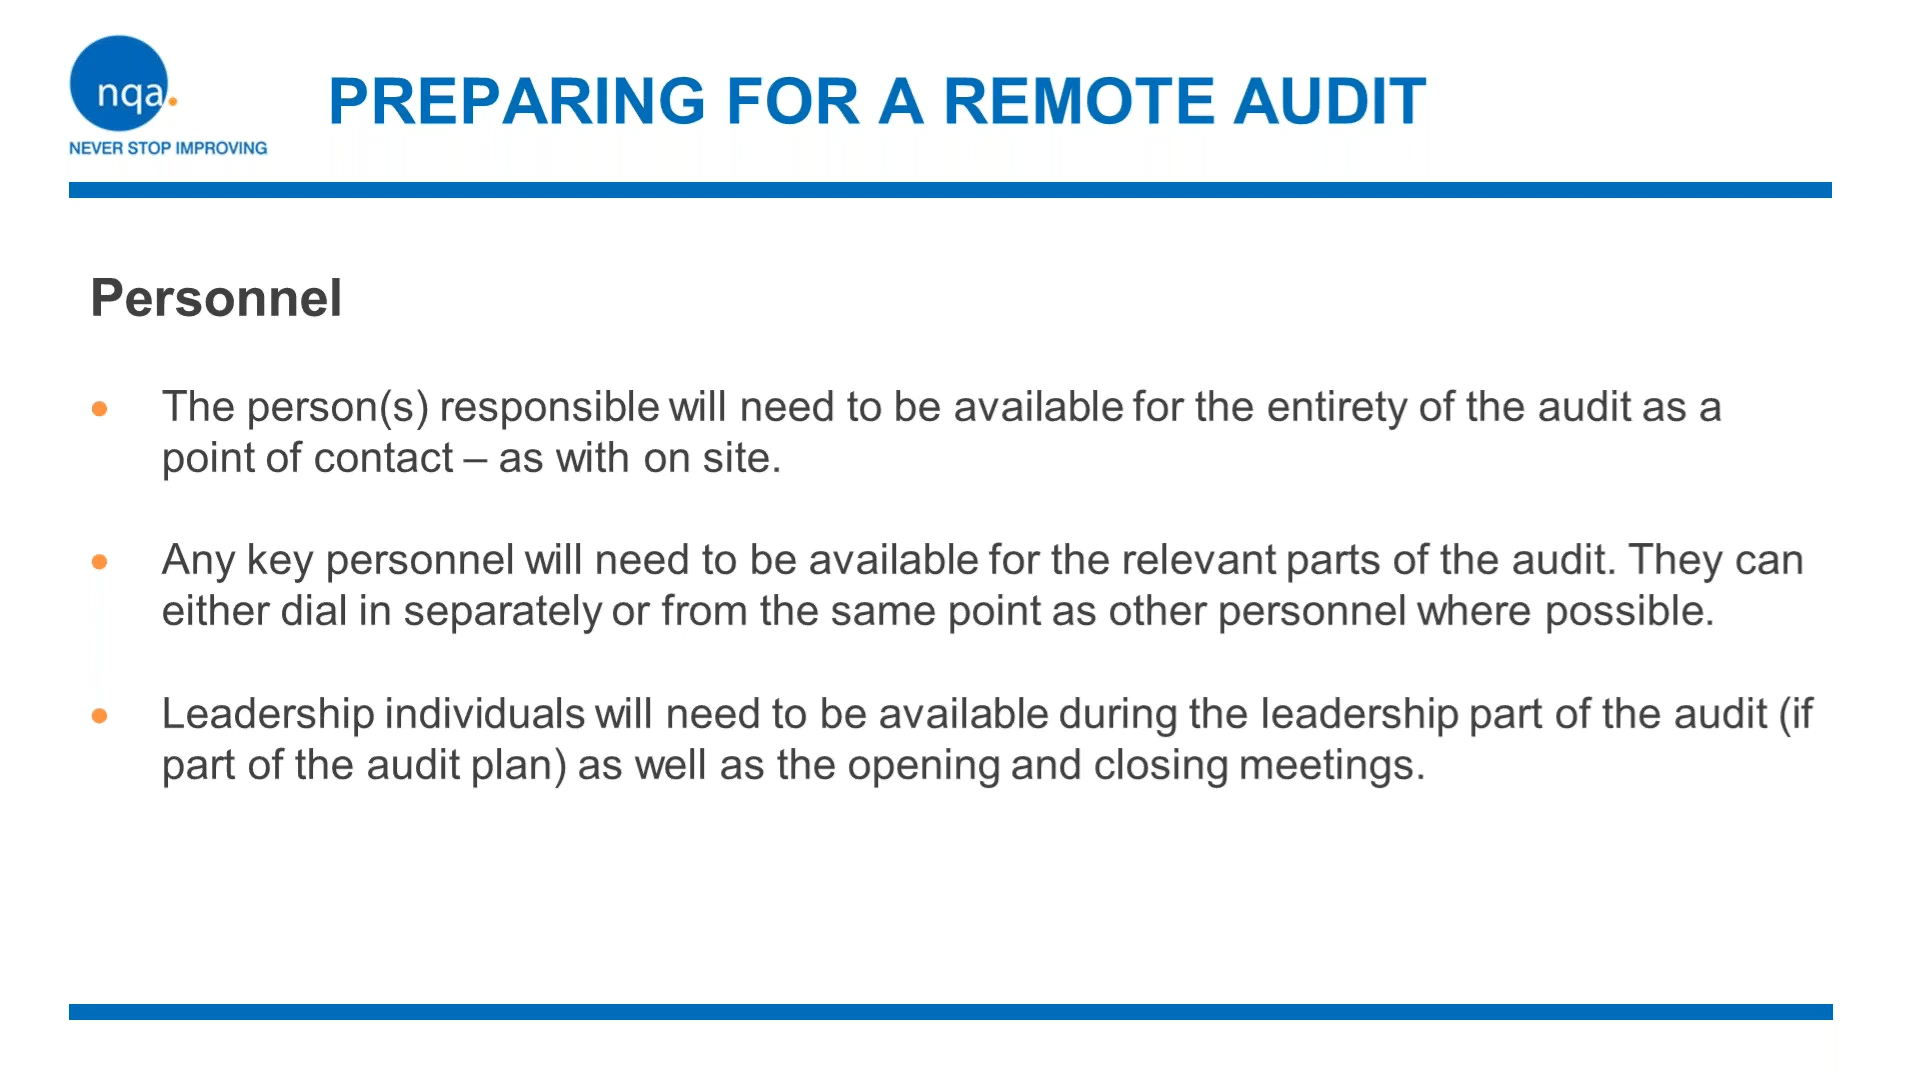 nqa.
NEVER STOP IMPROVING
PREPARING FOR A REMOTE AUDIT
Personnel
• The person(s) responsible will need to be available for the entirety of the audit as a
point of contact – as with on site.
• Any key personnel will need to be available for the relevant parts of the audit. They can
either dial in separately or from the same point as other personnel where possible.
• Leadership individuals will need to be available during the leadership part of the audit (if
part of the audit plan) as well as the opening and closing meetings.